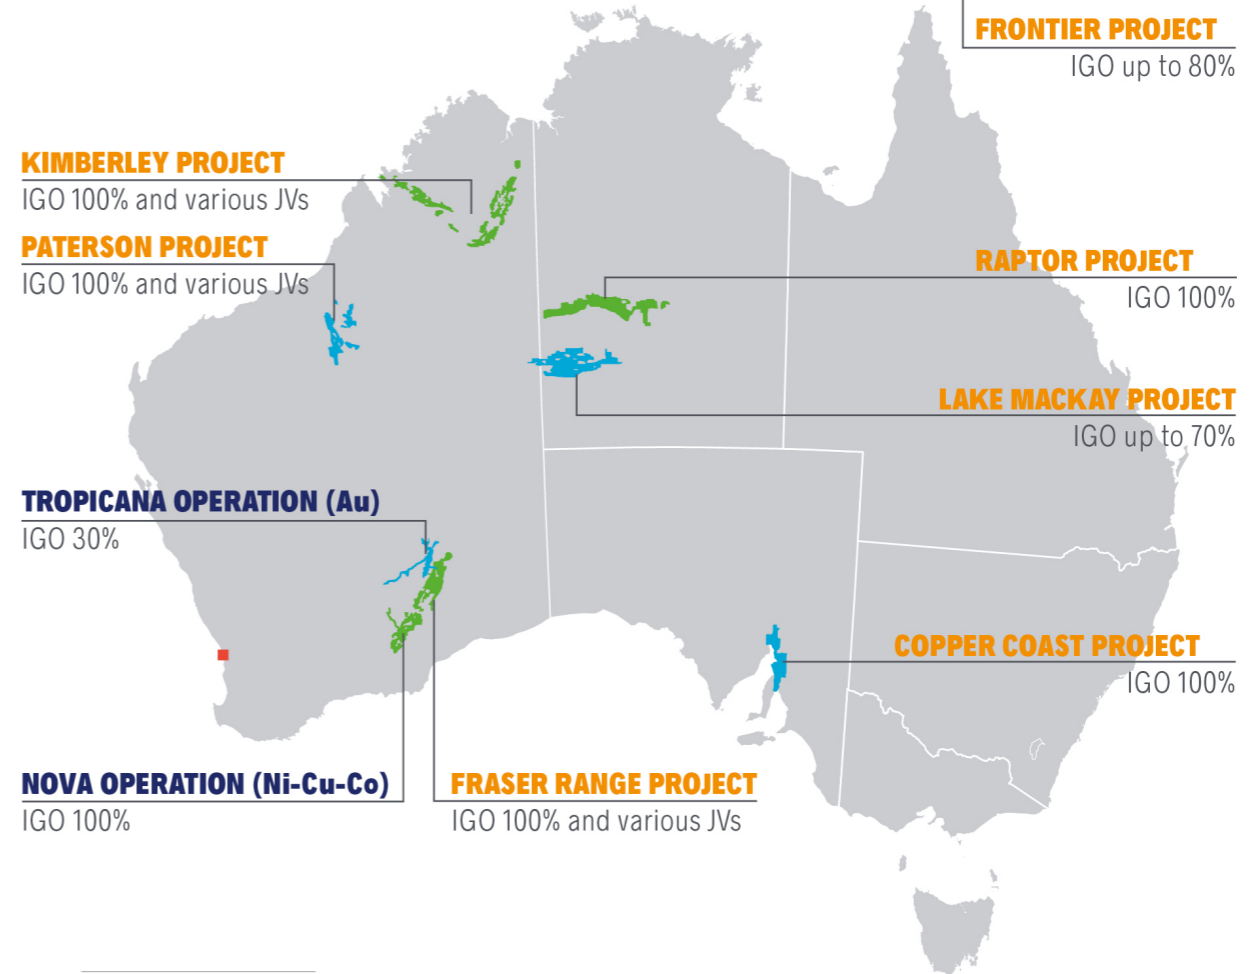 FRONTIER PROJECT
IGO up to 80%
KIMBERLEY PROJECT
IGO 100% and various JVs
PATERSON PROJECT
IGO 100% and various JVs
RAPTOR PROJECT
IGO 100%
LAKE MACKAY PROJECT
IGO up to 70%
TROPICANA OPERATION (Au)
IGO 30%
COPPER COAST PROJECT
IGO 100%
NOVA OPERATION (Ni-Cu-Co)
IGO 100%
FRASER RANGE PROJECT
IGO 100% and various JVs